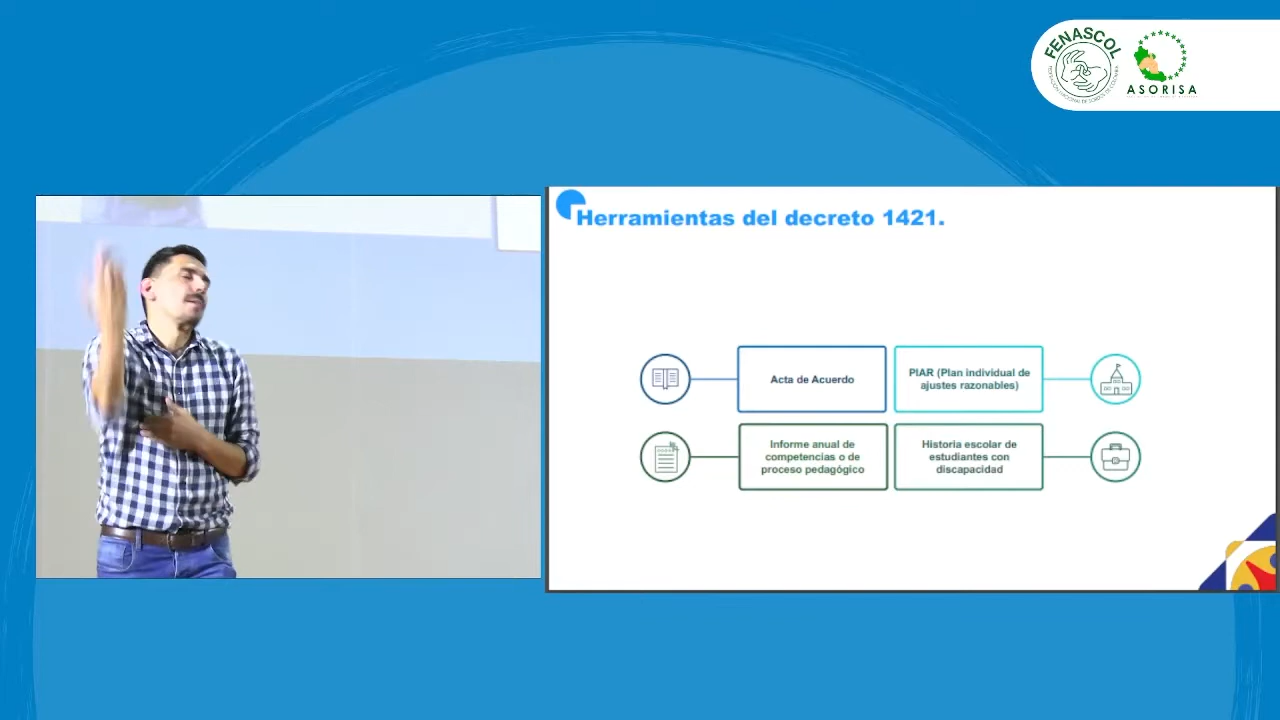 FENASCOL
ASORISA
Herramientas del decreto 1421.
Acta de Acuerdo
PIAR (Plan individual de
ajustes razonables)
Informe anual de
competencias o de
proceso pedagógico
Historia escolar de
estudiantes con
discapacidad